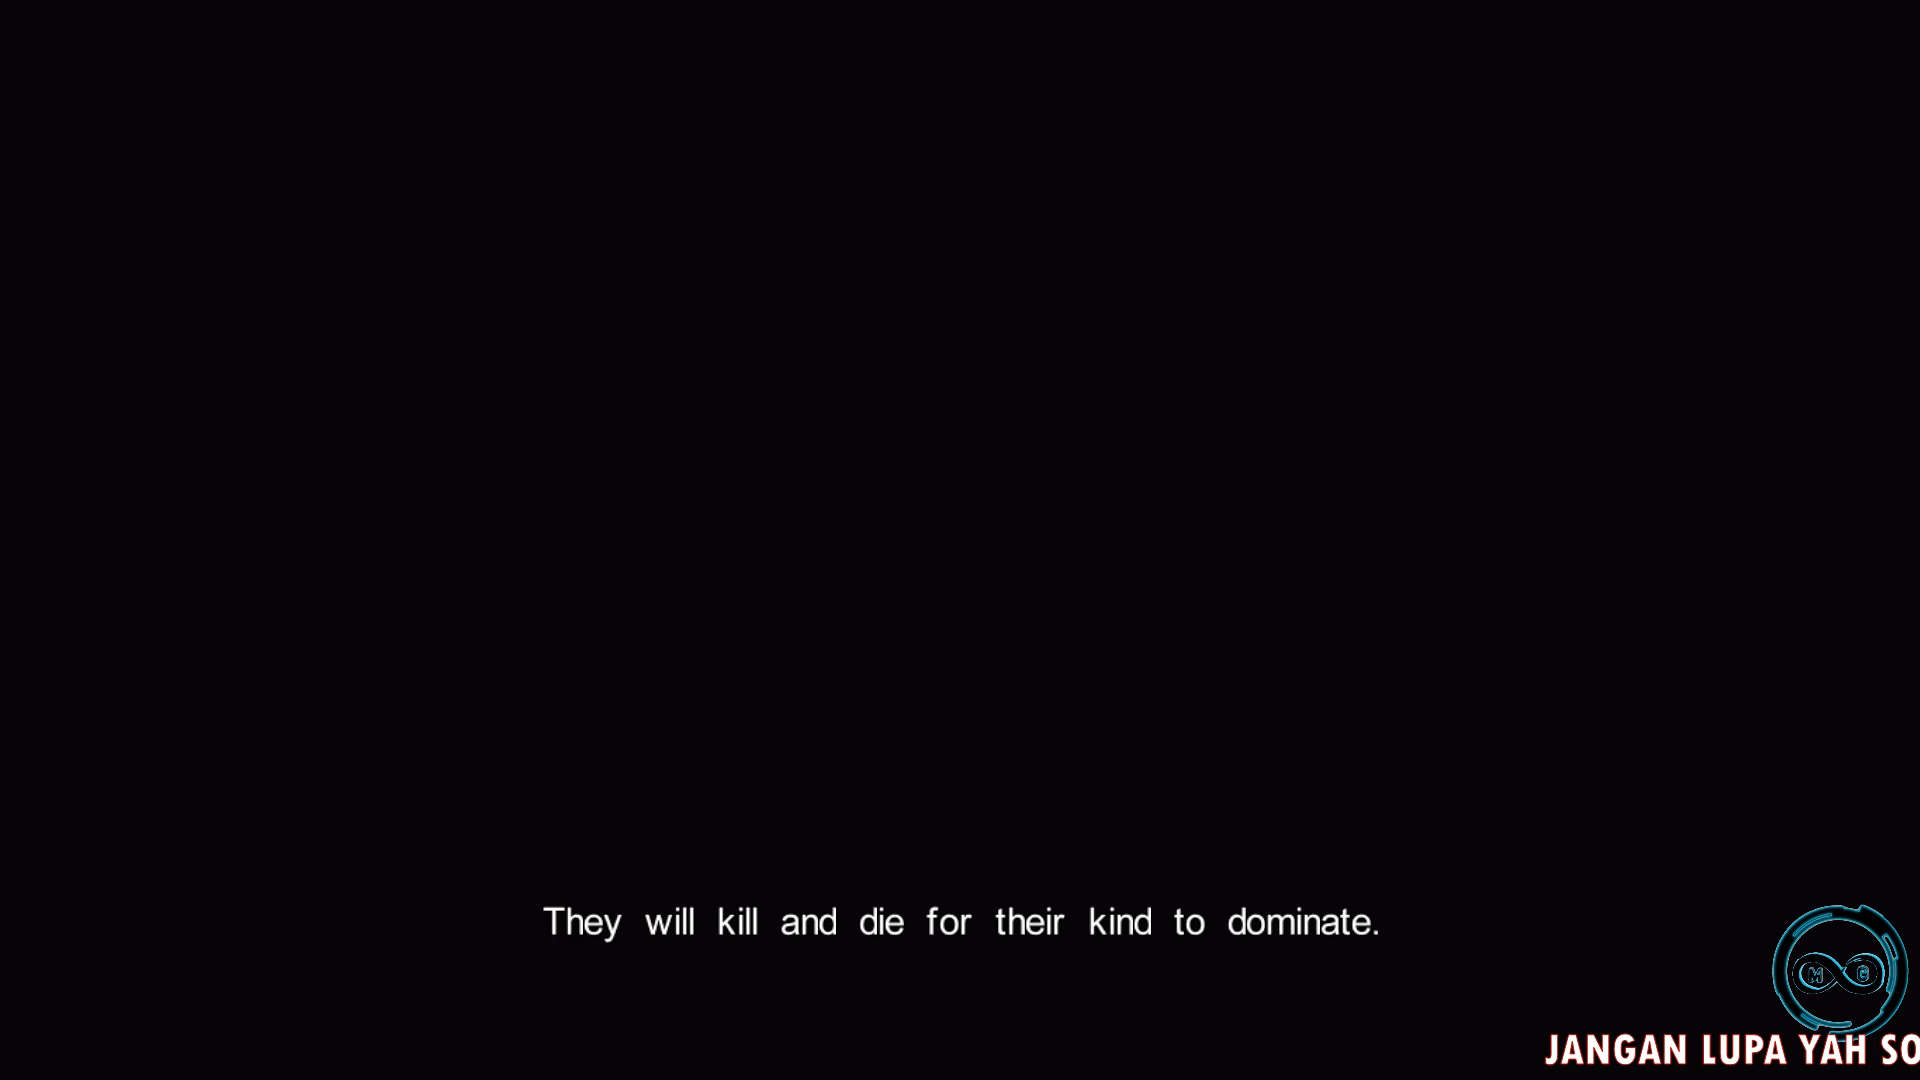 They will kill and die for their kind to dominate.
M G
JANGAN LUPA YAH SO